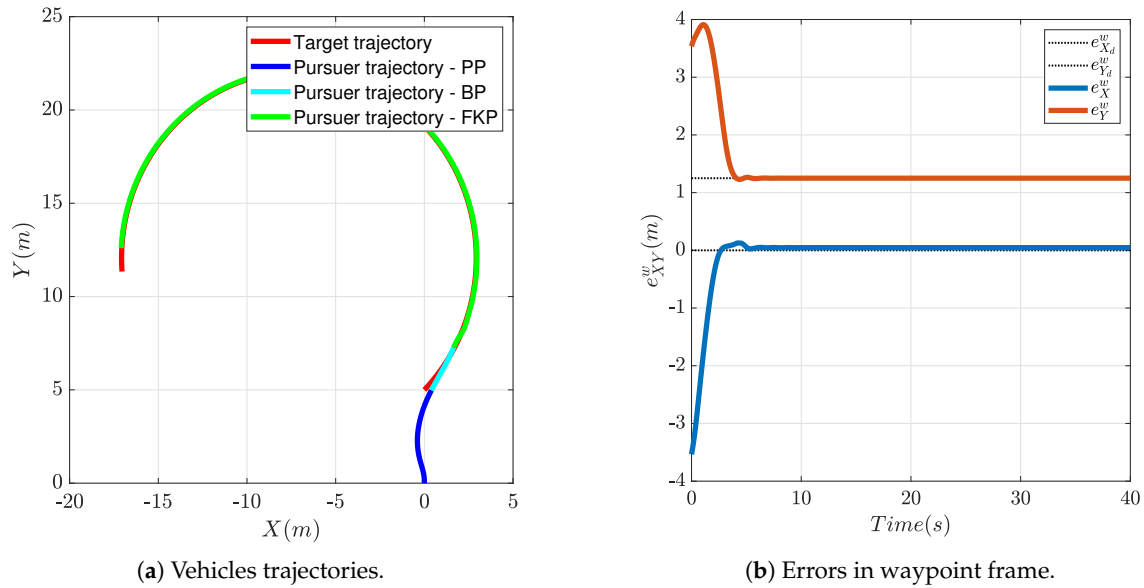 25
20
15
10
5
0
Y(m)
-20
-15
-10
-5
0
5
X(m)
Target trajectory
Pursuer trajectory - PP
Pursuer trajectory - BP
Pursuer trajectory - FKP
(a) Vehicles trajectories.
4
3
2
1
0
-1
-2
-3
-4
e^w_{XY}(m)
0
10
20
30
40
Time(s)
e^w_{X_d}
e^w_{Y_d}
e^w_X
e^w_Y
(b) Errors in waypoint frame.